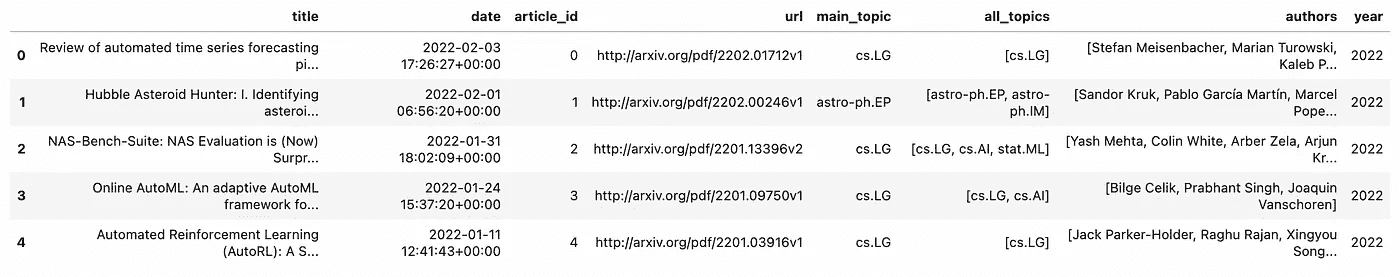 title date article_id url main_topic all_topics authors year
0 Review of automated time series forecasting pi... 2022-02-03 17:26:27+00:00 0 http://arxiv.org/pdf/2202.01712v1 cs.LG [cs.LG] [Stefan Meisenbacher, Marian Turowski, Kaleb P... 2022
1 Hubble Asteroid Hunter: I. Identifying asteroi... 2022-02-01 06:56:20+00:00 1 http://arxiv.org/pdf/2202.00246v1 astro-ph.EP [astro-ph.EP, astro-ph.IM] [Sandor Kruk, Pablo García Martín, Marcel Pope... 2022
2 NAS-Bench-Suite: NAS Evaluation is (Now) Surpr... 2022-01-31 18:02:09+00:00 2 http://arxiv.org/pdf/2201.13396v2 cs.LG [cs.LG, cs.AI, stat.ML] [Yash Mehta, Colin White, Arber Zela, Arjun Kr... 2022
3 Online AutoML: An adaptive AutoML framework fo... 2022-01-24 15:37:20+00:00 3 http://arxiv.org/pdf/2201.09750v1 cs.LG [cs.LG, cs.AI] [Bilge Celik, Prabhant Singh, Joaquin Vanschoren] 2022
4 Automated Reinforcement Learning (AutoRL): A S... 2022-01-11 12:41:43+00:00 4 http://arxiv.org/pdf/2201.03916v1 cs.LG [cs.LG] [Jack Parker-Holder, Raghu Rajan, Xingyou Song... 2022